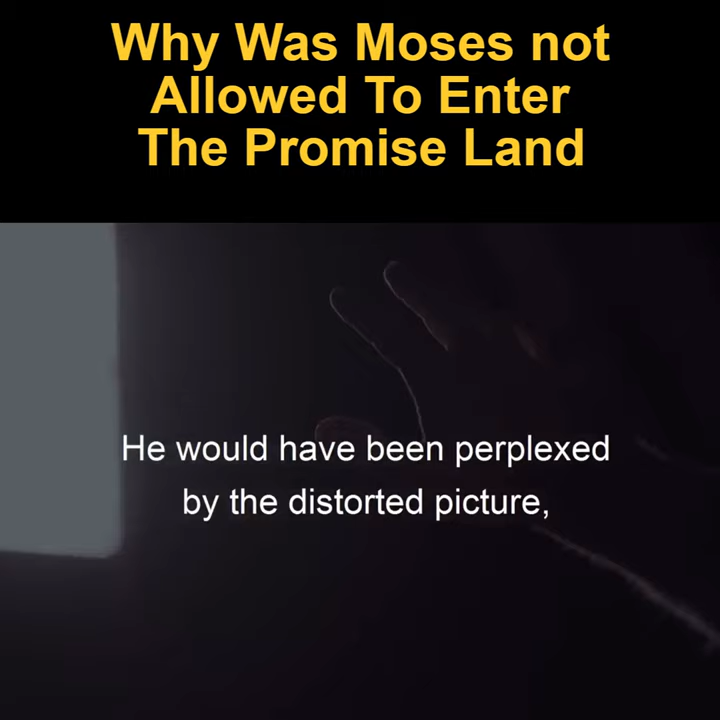 Why Was Moses not
Allowed To Enter
The Promise Land
He would have been perplexed
by the distorted picture,